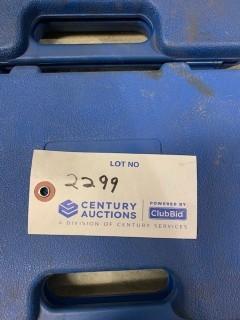 LOT NO
2299
CENTURY AUCTIONS
POWERED BY
ClubBid
A DIVISION OF CENTURY SERVICES